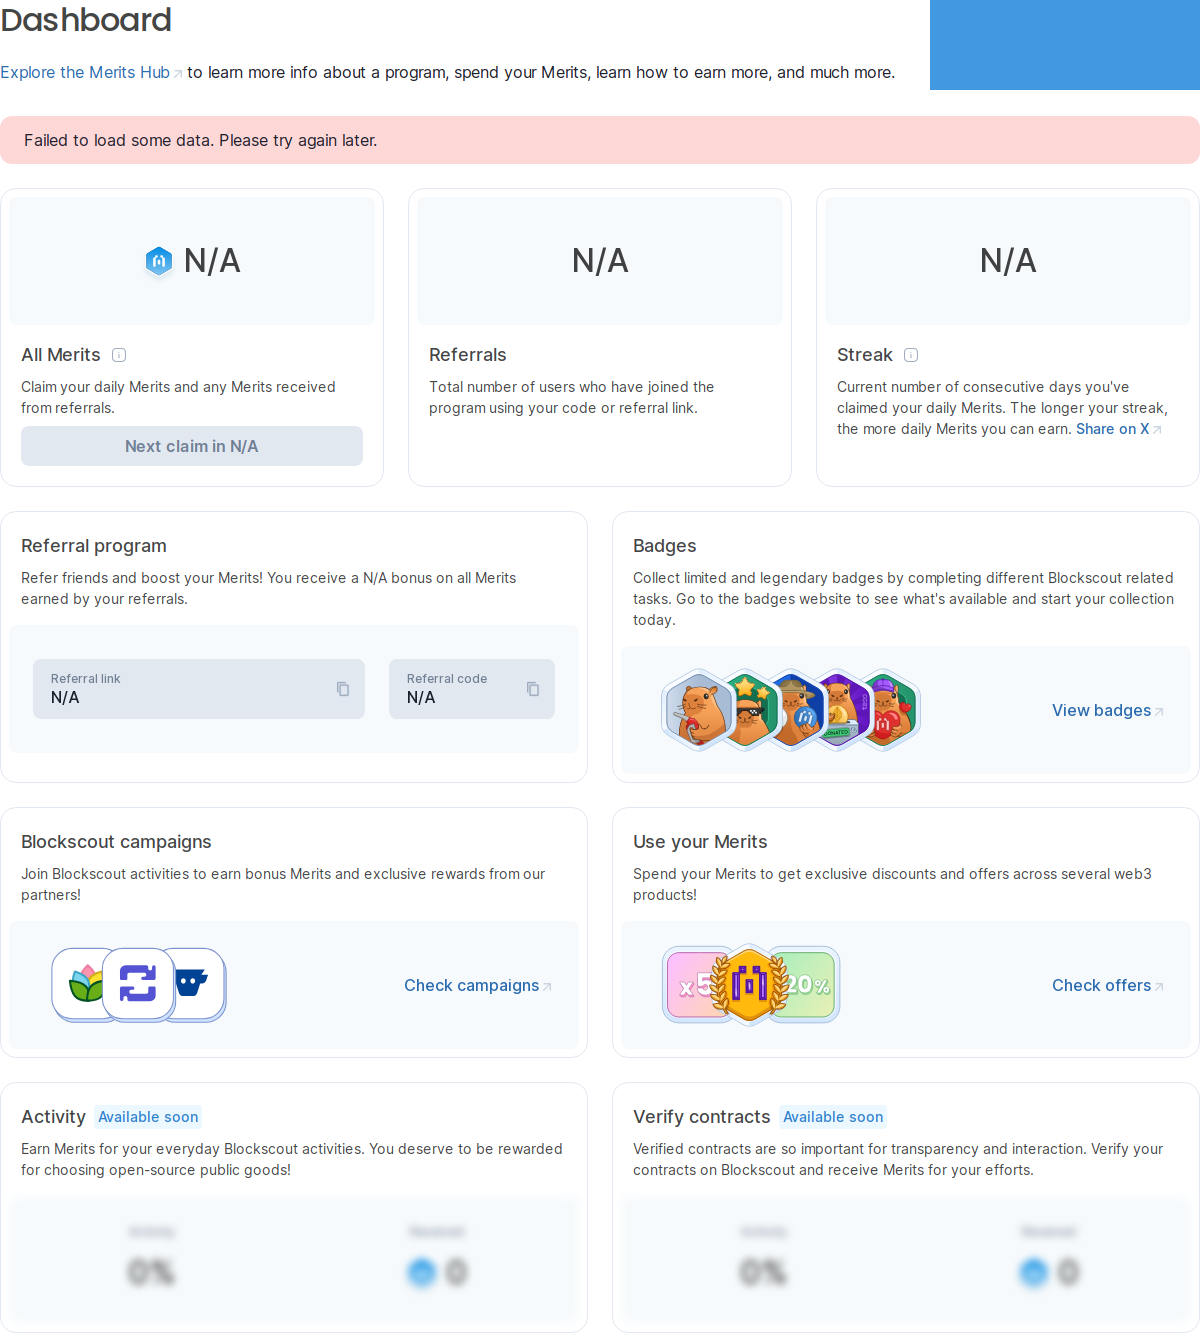 Dashboard
Explore the Merits Hub to learn more info about a program, spend your Merits, learn how to earn more, and much more.
Failed to load some data. Please try again later.
N/A
All Merits
Claim your daily Merits and any Merits received
from referrals.
Next claim in N/A
N/A
Referrals
Total number of users who have joined the
program using your code or referral link.
N/A
Streak
Current number of consecutive days you've
claimed your daily Merits. The longer your streak,
the more daily Merits you can earn. Share on X
Referral program
Refer friends and boost your Merits! You receive a N/A bonus on all Merits
earned by your referrals.
Referral link
N/A
Referral code
N/A
Badges
Collect limited and legendary badges by completing different Blockscout related
tasks. Go to the badges website to see what's available and start your collection
today.
View badges
Blockscout campaigns
Join Blockscout activities to earn bonus Merits and exclusive rewards from our
partners!
Check campaigns
Use your Merits
Spend your Merits to get exclusive discounts and offers across several web3
products!
x5
20%
Check offers
Activity Available soon
Earn Merits for your everyday Blockscout activities. You deserve to be rewarded
for choosing open-source public goods!
Activity
Received
0%
0
Verify contracts Available soon
Verified contracts are so important for transparency and interaction. Verify your
contracts on Blockscout and receive Merits for your efforts.
Activity
Received
0%
0